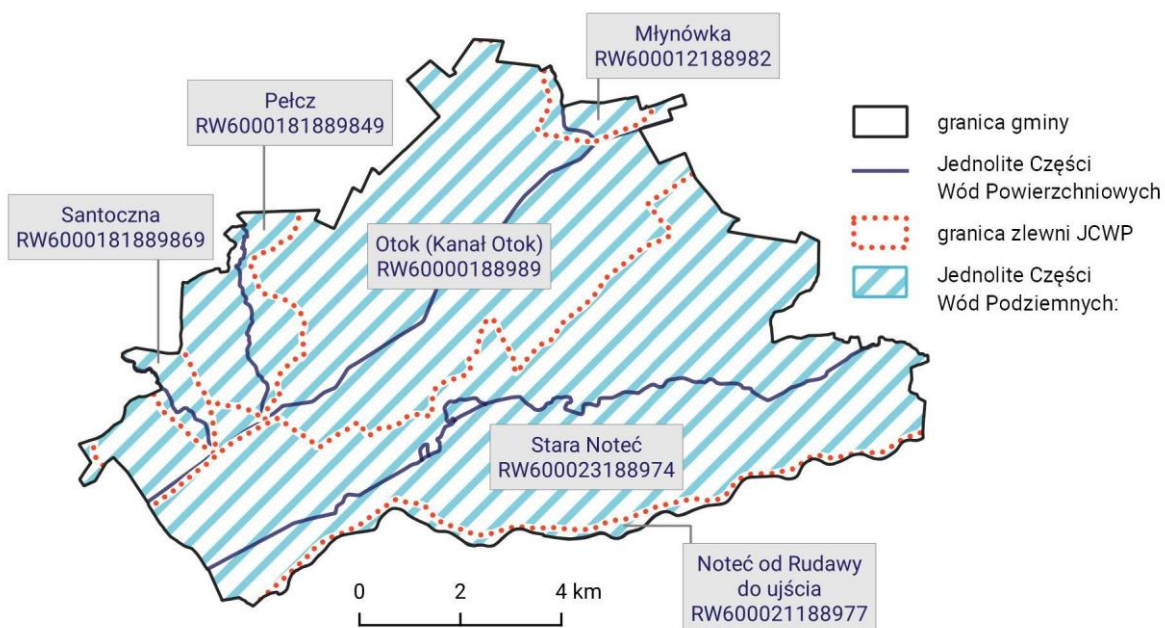 Młynówka
RW600012188982
Pełcz
RW6000181889849
Santoczna
RW6000181889869
Otok (Kanał Otok)
RW60000188989
Stara Noteć
RW600023188974
Noteć od Rudawy
do ujścia
RW600021188977
granica gminy
Jednolite Części
Wód Powierzchniowych
granica zlewni JCWP
Jednolite Części
Wód Podziemnych:
0 2 4 km